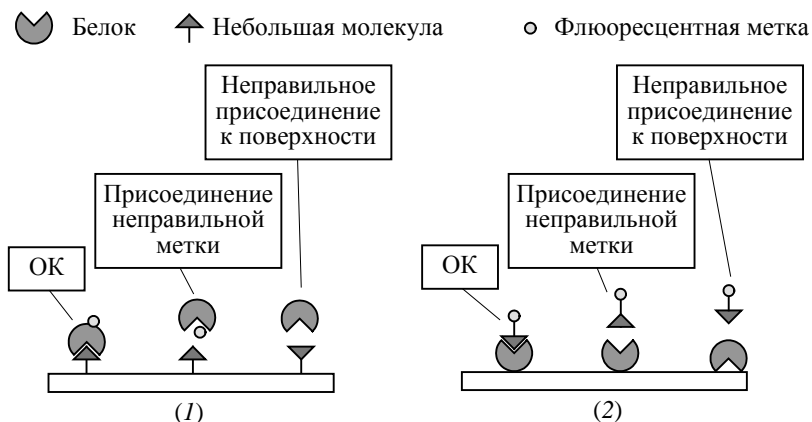 Белок
Небольшая молекула
Флюоресцентная метка
Неправильное
присоединение
к поверхности
Присоединение
неправильной
метки
ОК
(1)
Неправильное
присоединение
к поверхности
Присоединение
неправильной
метки
ОК
(2)